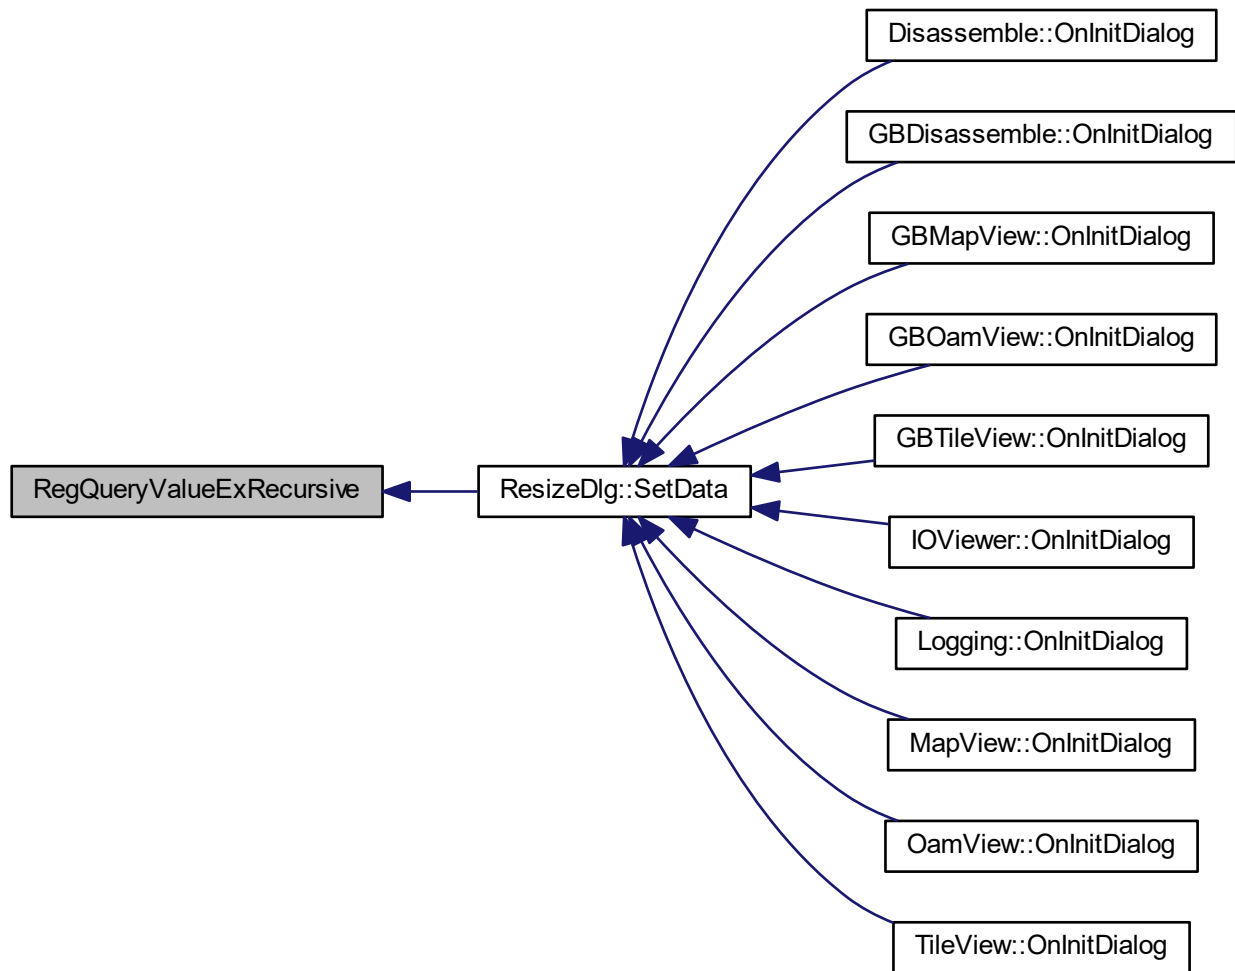 Disassemble::OnInitDialog
GBDisassemble::OnInitDialog
GBMapView::OnInitDialog
GBOamView::OnInitDialog
GBTileView::OnInitDialog
RegQueryValueExRecursive
ResizeDlg::SetData
IOViewer::OnInitDialog
Logging::OnInitDialog
MapView::OnInitDialog
OamView::OnInitDialog
TileView::OnInitDialog